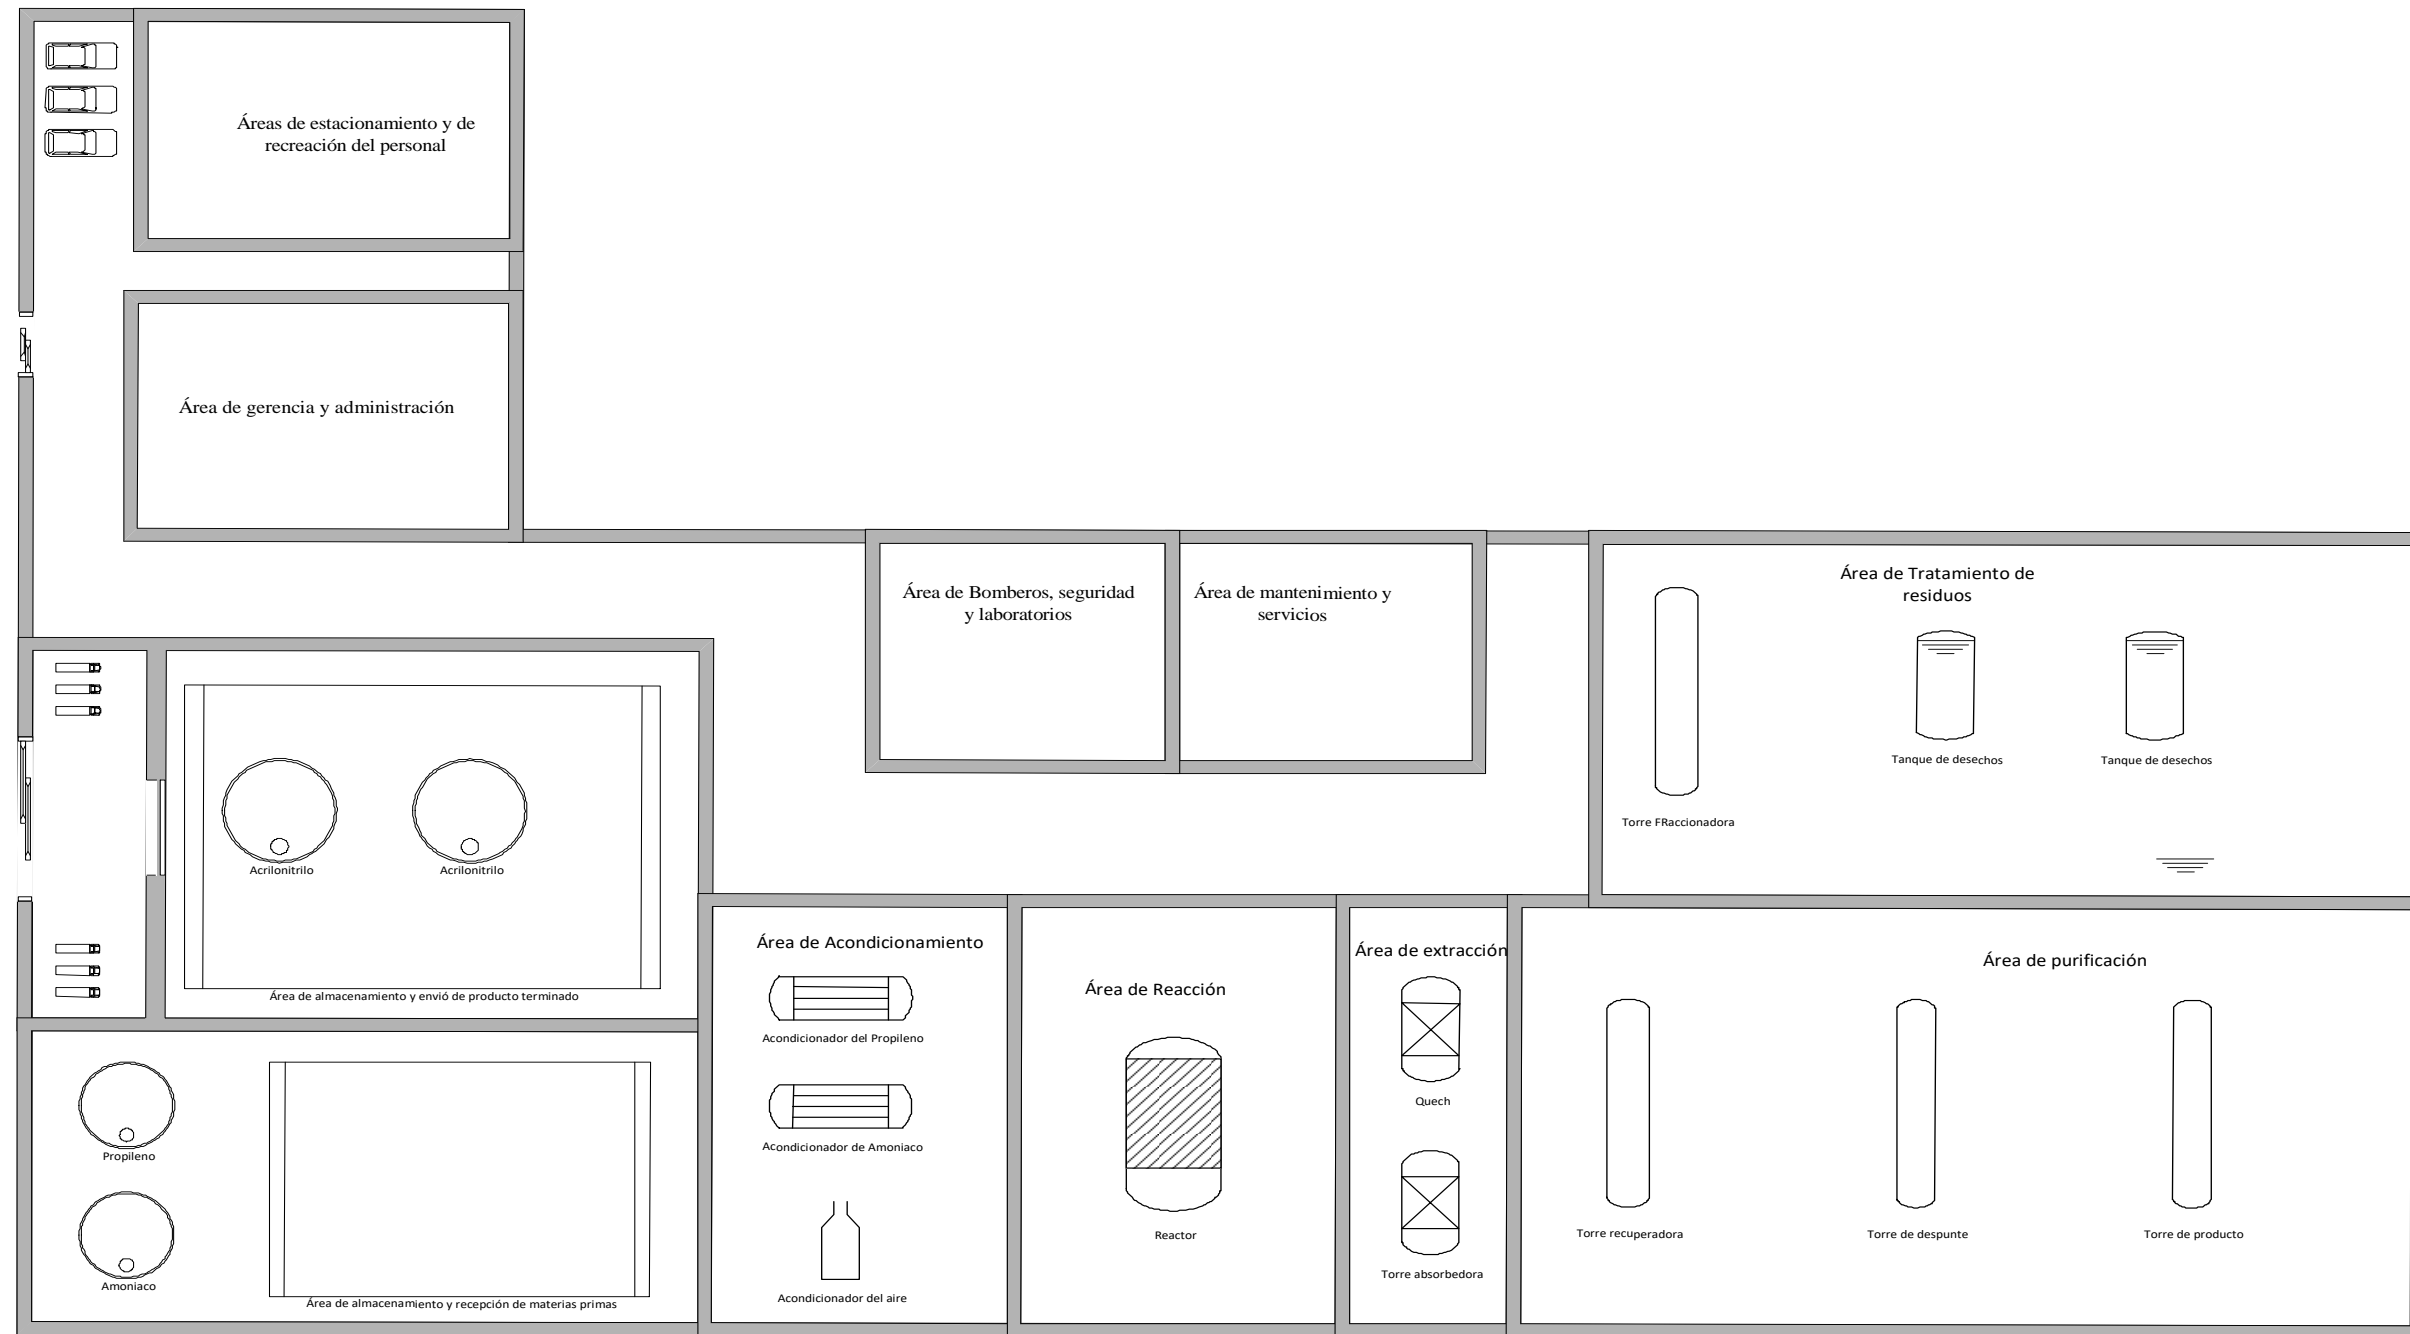 Áreas de estacionamiento y de
recreación del personal
Área de gerencia y administración
Área de Bomberos, seguridad
y laboratorios
Área de mantenimiento y
servicios
Área de Tratamiento de
residuos
Tanque de desechos
Tanque de desechos
Torre FRaccionadora
Acrilonitrilo
Acrilonitrilo
Área de almacenamiento y envió de producto terminado
Área de Acondicionamiento
Acondicionador del Propileno
Acondicionador de Amoniaco
Acondicionador del aire
Área de Reacción
Reactor
Área de extracción
Quech
Torre absorbedora
Área de purificación
Torre recuperadora
Torre de despunte
Torre de producto
Propileno
Amoniaco
Área de almacenamiento y recepción de materias primas